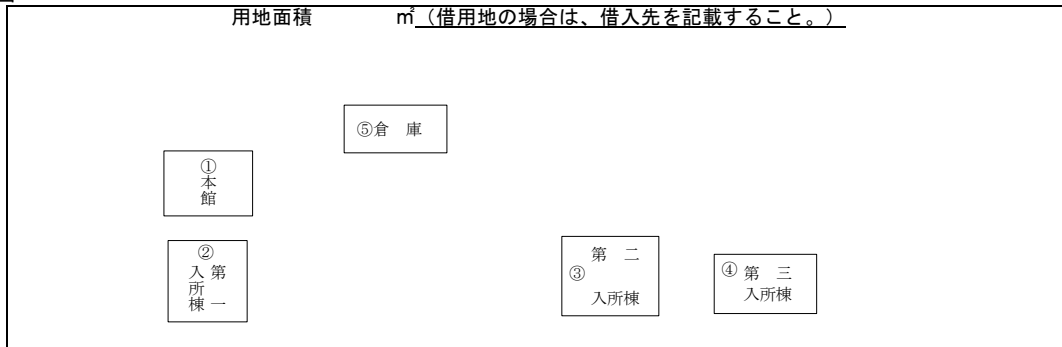 用地面積　　　　㎡（借用地の場合は、借入先を記載すること。）
⑤倉　庫
①
本館
②
第一
入所棟
第　二
③
入所棟
④ 第　三
入所棟